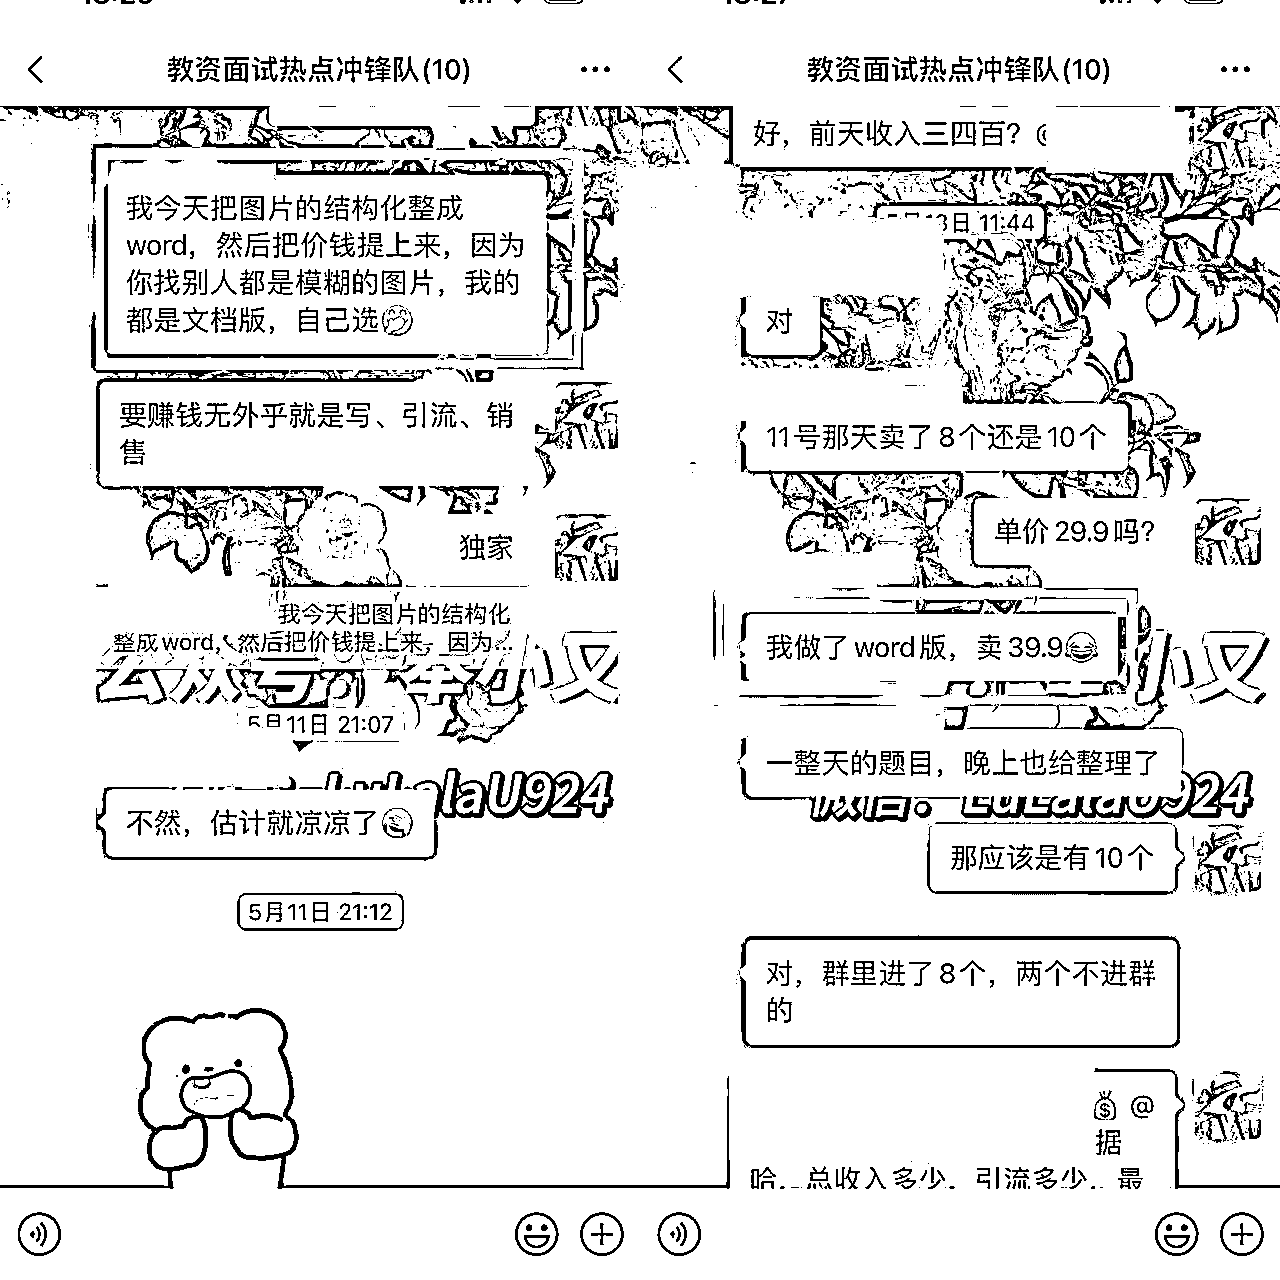 教资面试热点冲锋队(10)
我今天把图片的结构化整成
word，然后把价钱提上来，因为
你找别人都是模糊的图片，我的
都是文档版，自己选
要赚钱无外乎就是写、引流、销
售
独家
我今天把图片的结构化
整成word，然后把价钱提上来，因为...
5月11日 21:07
LuLalaU924
不然，估计就凉凉了
5月11日 21:12
教资面试热点冲锋队(10)
好，前天收入三四百？@
日 11:44
对
11号那天卖了8个还是10个
单价29.9吗？
我做了word版，卖39.9
小又
一整天的题目，晚上也给整理了
微信：LuLalaU924
那应该是有10个
对，群里进了8个，两个不进群
的
@
据
哈，总收入多少，引流多少，最